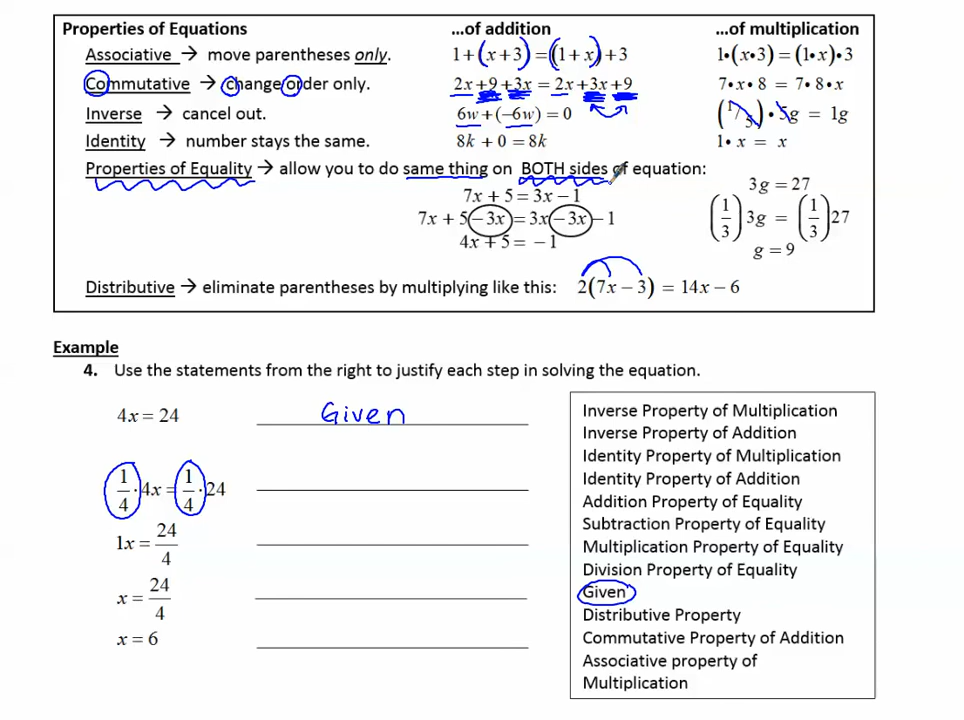 Properties of Equations ...of addition ...of multiplication
Associative → move parentheses only. 1+(x+3)=(1+x)+3 1•(x•3)=(1•x)•3
Commutative → change order only. 2x+9+3x = 2x+3x+9 7•x•8 = 7•8•x
Inverse → cancel out. 6w+(−6w)=0 (1/5)•5g = 1g
Identity → number stays the same. 8k+0=8k 1•x = x
Properties of Equality → allow you to do same thing on BOTH sides of equation:
7x+5=3x−1 3g=27
7x+5−3x=3x−3x−1 (1/3)3g = (1/3)27
4x+5=−1 g=9
Distributive → eliminate parentheses by multiplying like this: 2(7x−3) = 14x−6
Example
4. Use the statements from the right to justify each step in solving the equation.
4x=24 Given
1/4•4x=1/4•24
1x=24/4
x=24/4
x=6
Inverse Property of Multiplication
Inverse Property of Addition
Identity Property of Multiplication
Identity Property of Addition
Addition Property of Equality
Subtraction Property of Equality
Multiplication Property of Equality
Division Property of Equality
Given
Distributive Property
Commutative Property of Addition
Associative property of
Multiplication